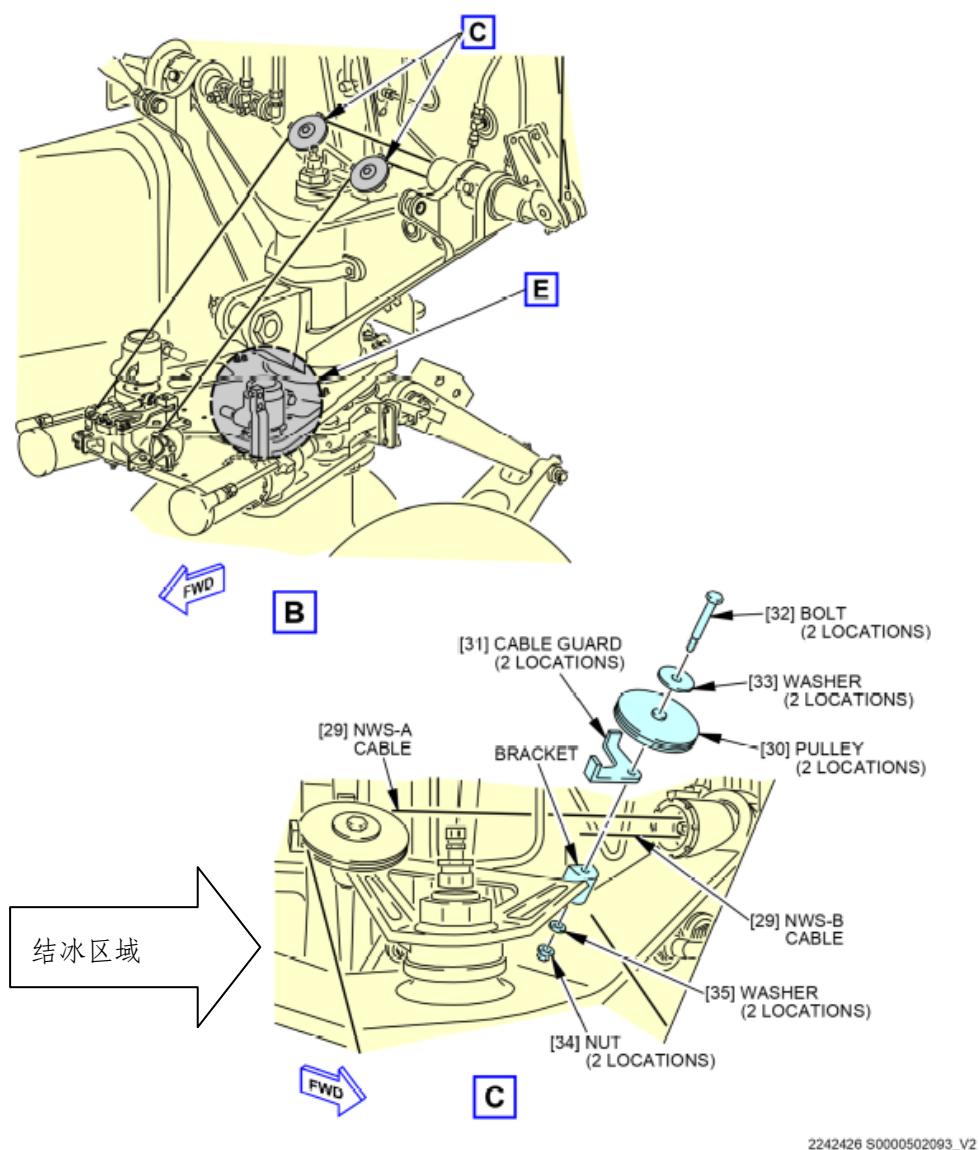 C
E
FWD
B
[32] BOLT
(2 LOCATIONS)
[31] CABLE GUARD
(2 LOCATIONS)
[33] WASHER
(2 LOCATIONS)
[29] NWS-A
CABLE
BRACKET
[30] PULLEY
(2 LOCATIONS)
结冰区域
[29] NWS-B
CABLE
[35] WASHER
(2 LOCATIONS)
[34] NUT
(2 LOCATIONS)
FWD
C
2242426 S0000502093_V2